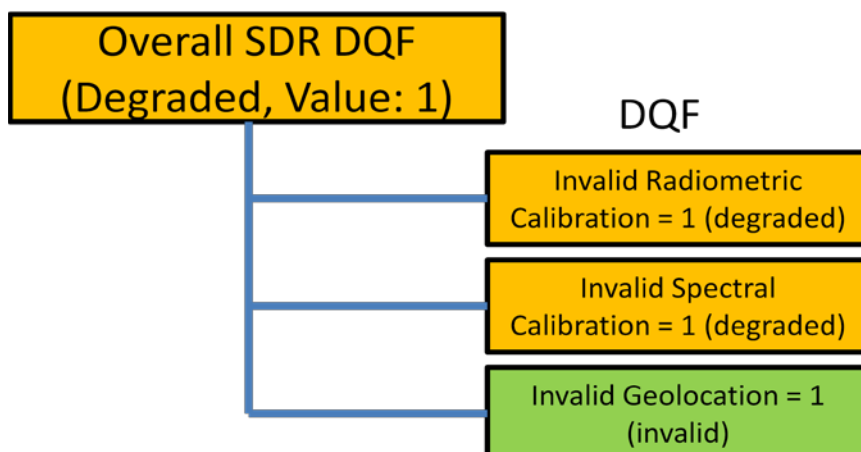 Overall SDR DQF
(Degraded, Value: 1)
DQF
Invalid Radiometric
Calibration = 1 (degraded)
Invalid Spectral
Calibration = 1 (degraded)
Invalid Geolocation = 1
(invalid)